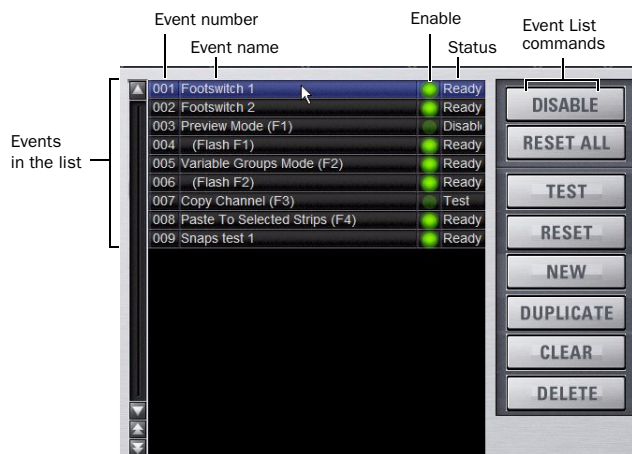 Event number
Event name
Enable
Status
Event List
commands
Events
in the list
001 Footswitch 1 Ready
002 Footswitch 2 Ready
003 Preview Mode (F1) Disabl
004 (Flash F1) Ready
005 Variable Groups Mode (F2) Ready
006 (Flash F2) Ready
007 Copy Channel (F3) Test
008 Paste To Selected Strips (F4) Ready
009 Snaps test 1 Ready
DISABLE
RESET ALL
TEST
RESET
NEW
DUPLICATE
CLEAR
DELETE